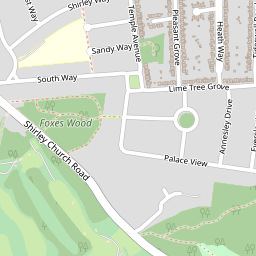 Shirley Way
Temple Avenue
Pleasant Grove
Heath Way
Sandy Way
South Way
Lime Tree Grove
Foxes Wood
Annesley Drive
Shirley Church Road
Palace View